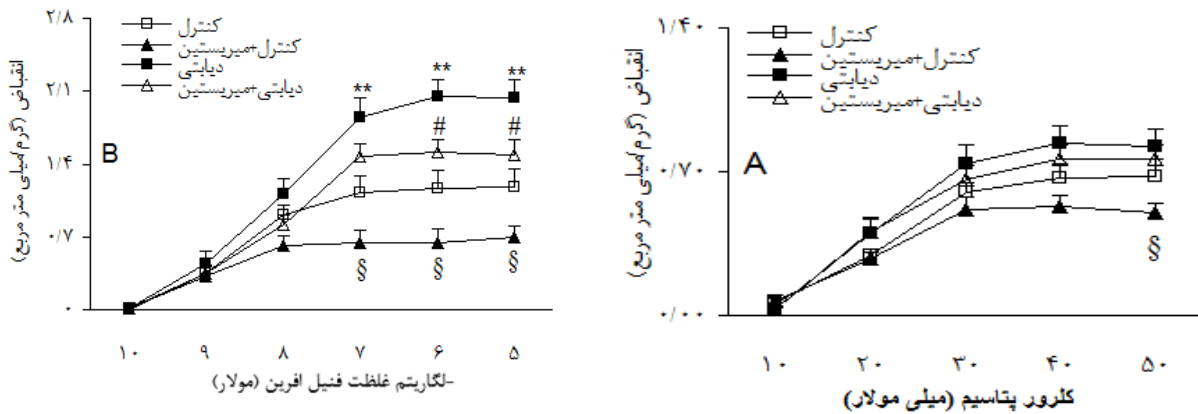 B
انقباض (گرم/میلی متر مربع)
۲/۸
۲/۱
۱/۴
۰/۷
۰
کنترل
کنترل+میریستین
دیابتی
دیابتی+میریستین
**
**
**
#
#
§
§
§
۱۰
۹
۸
۷
۶
۵
-لگاریتم غلظت فنیل افرین (مولار)
A
انقباض (گرم/میلی متر مربع)
۱/۴۰
۰/۷۰
۰/۰۰
کنترل
کنترل+میریستین
دیابتی
دیابتی+میریستین
§
۱۰
۲۰
۳۰
۴۰
۵۰
کلرور پتاسیم (میلی مولار)